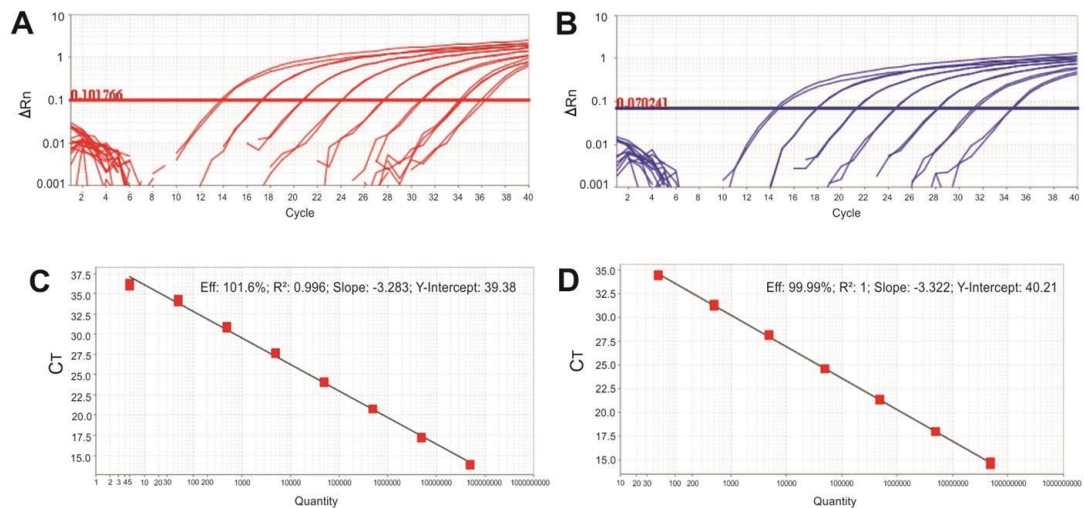 A
10
1
0.1
0.01
0.001
ΔRn
0.101766
2 4 6 8 10 12 14 16 18 20 22 24 26 28 30 32 34 36 38 40
Cycle
B
10
1
0.1
0.01
0.001
ΔRn
0.070241
2 4 6 8 10 12 14 16 18 20 22 24 26 28 30 32 34 36 38 40
Cycle
C
Eff: 101.6%; R²: 0.996; Slope: -3.283; Y-Intercept: 39.38
37.5
35.0
32.5
30.0
27.5
25.0
22.5
20.0
17.5
15.0
CT
1 2 3 45 10 20 30 100 200 1000 10000 100000 1000000 100000000
Quantity
D
Eff: 99.99%; R²: 1; Slope: -3.322; Y-Intercept: 40.21
35.0
32.5
30.0
27.5
25.0
22.5
20.0
17.5
15.0
CT
10 20 30 100 200 1000 10000 100000 1000000 100000000
Quantity